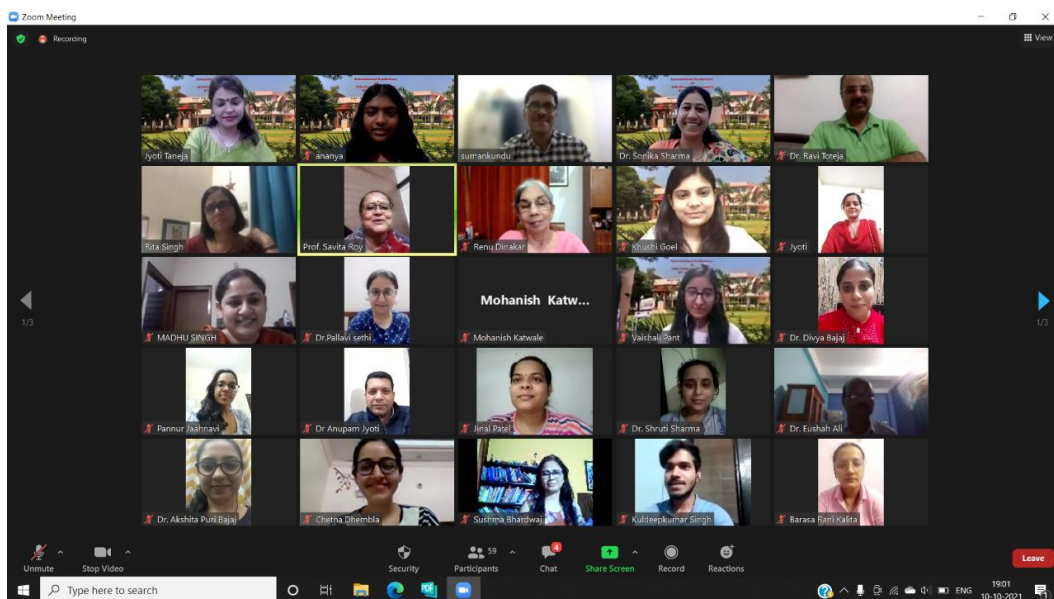 Zoom Meeting
Recording
View
Jyoti Taneja
ananya
sumankundu
Dr. Sonika Sharma
Dr. Ravi Toteja
Rita Singh
Prof. Savita Roy
Renu Dinakar
Khushi Goel
Jyoti
Mohanish Katw...
MADHU SINGH
Dr.Pallavi sethi
Mohanish Katwale
Vaishali Pant
Dr. Divya Bajaj
1/3
1/3
Pannur Jaahnavi
Dr Anupam Jyoti
Jinal Patel
Dr. Shruti Sharma
Dr. Eushah Ali
Dr. Akshita Puri Bajaj
Chetna Dhembla
Sushma Bhardwaj
Kuldeepkumar Singh
Barasa Rani Kalita
59
4
Unmute
Stop Video
Security
Participants
Chat
Share Screen
Record
Reactions
Leave
Type here to search
ENG
19:01
10-10-2021